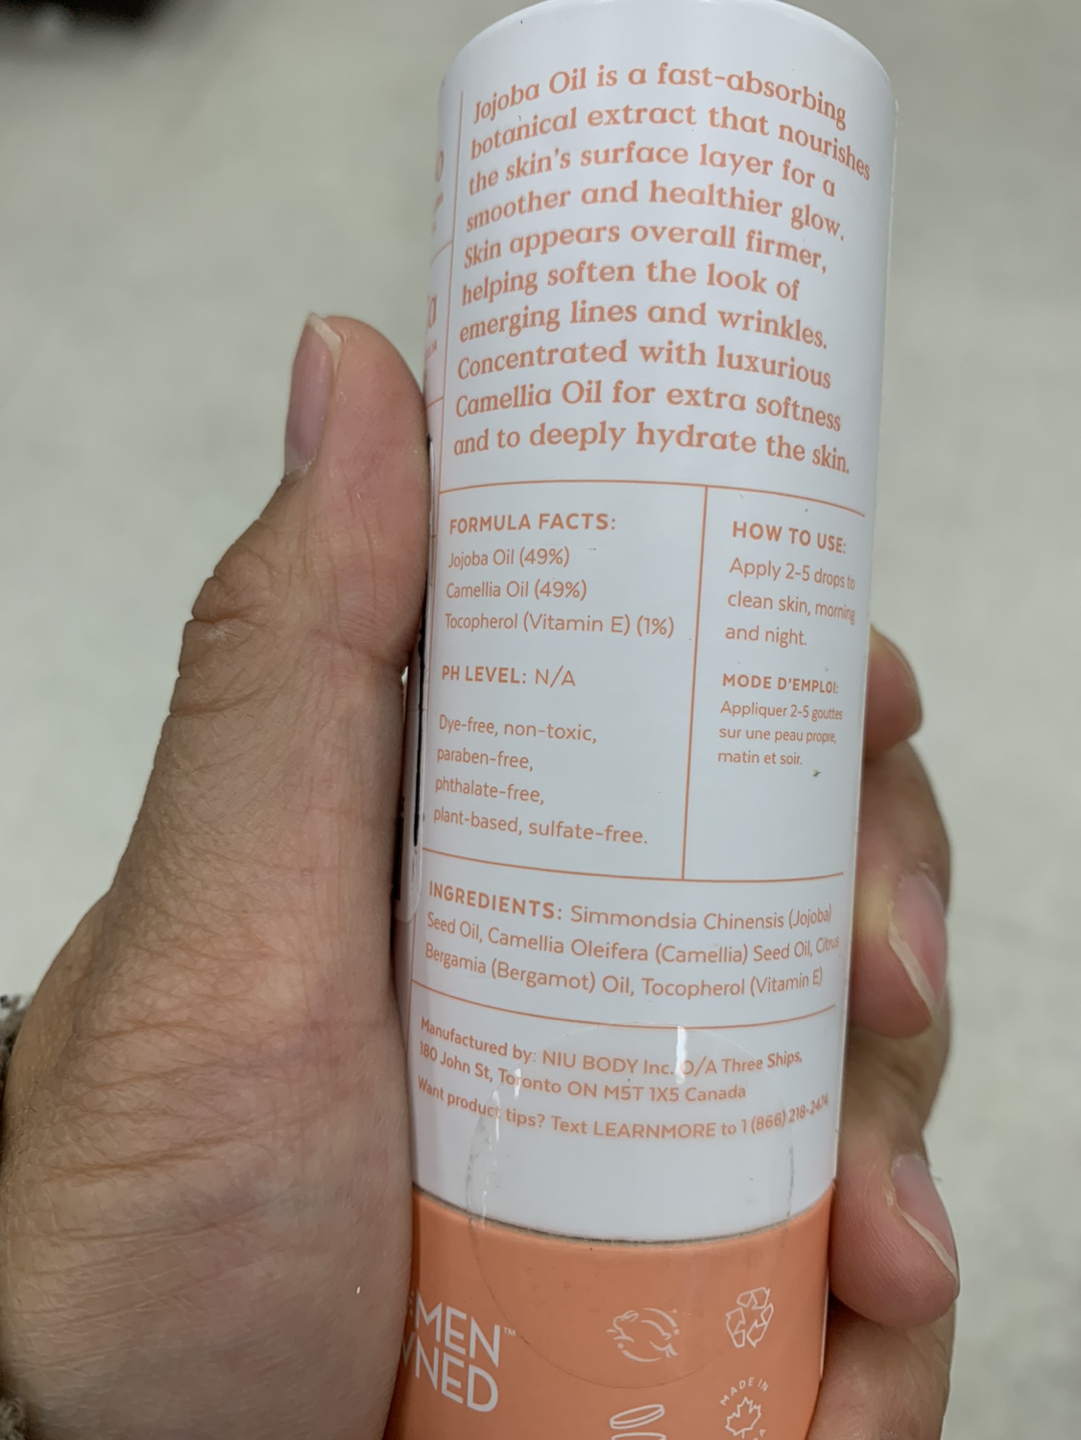 Jojoba Oil is a fast-absorbing
botanical extract that nourishes
the skin's surface layer for a
smoother and healthier glow.
Skin appears overall firmer,
helping soften the look of
emerging lines and wrinkles.
Concentrated with luxurious
Camellia Oil for extra softness
and to deeply hydrate the skin.
FORMULA FACTS:
Jojoba Oil (49%)
Camellia Oil (49%)
Tocopherol (Vitamin E) (1%)
PH LEVEL: N/A
Dye-free, non-toxic,
paraben-free,
phthalate-free,
plant-based, sulfate-free.
HOW TO USE:
Apply 2-5 drops to
clean skin, morning
and night.
MODE D'EMPLOI:
Appliquer 2-5 gouttes
sur une peau propre,
matin et soir.
INGREDIENTS: Simmondsia Chinensis (Jojoba)
Seed Oil, Camellia Oleifera (Camellia) Seed Oil, Citrus
Bergamia (Bergamot) Oil, Tocopherol (Vitamin E)
Manufactured by: NIU BODY Inc. O/A Three Ships,
180 John St, Toronto ON M5T 1X5 Canada
Want product tips? Text LEARNMORE to 1 (866) 218-2474
MEN™
NED
MADE IN